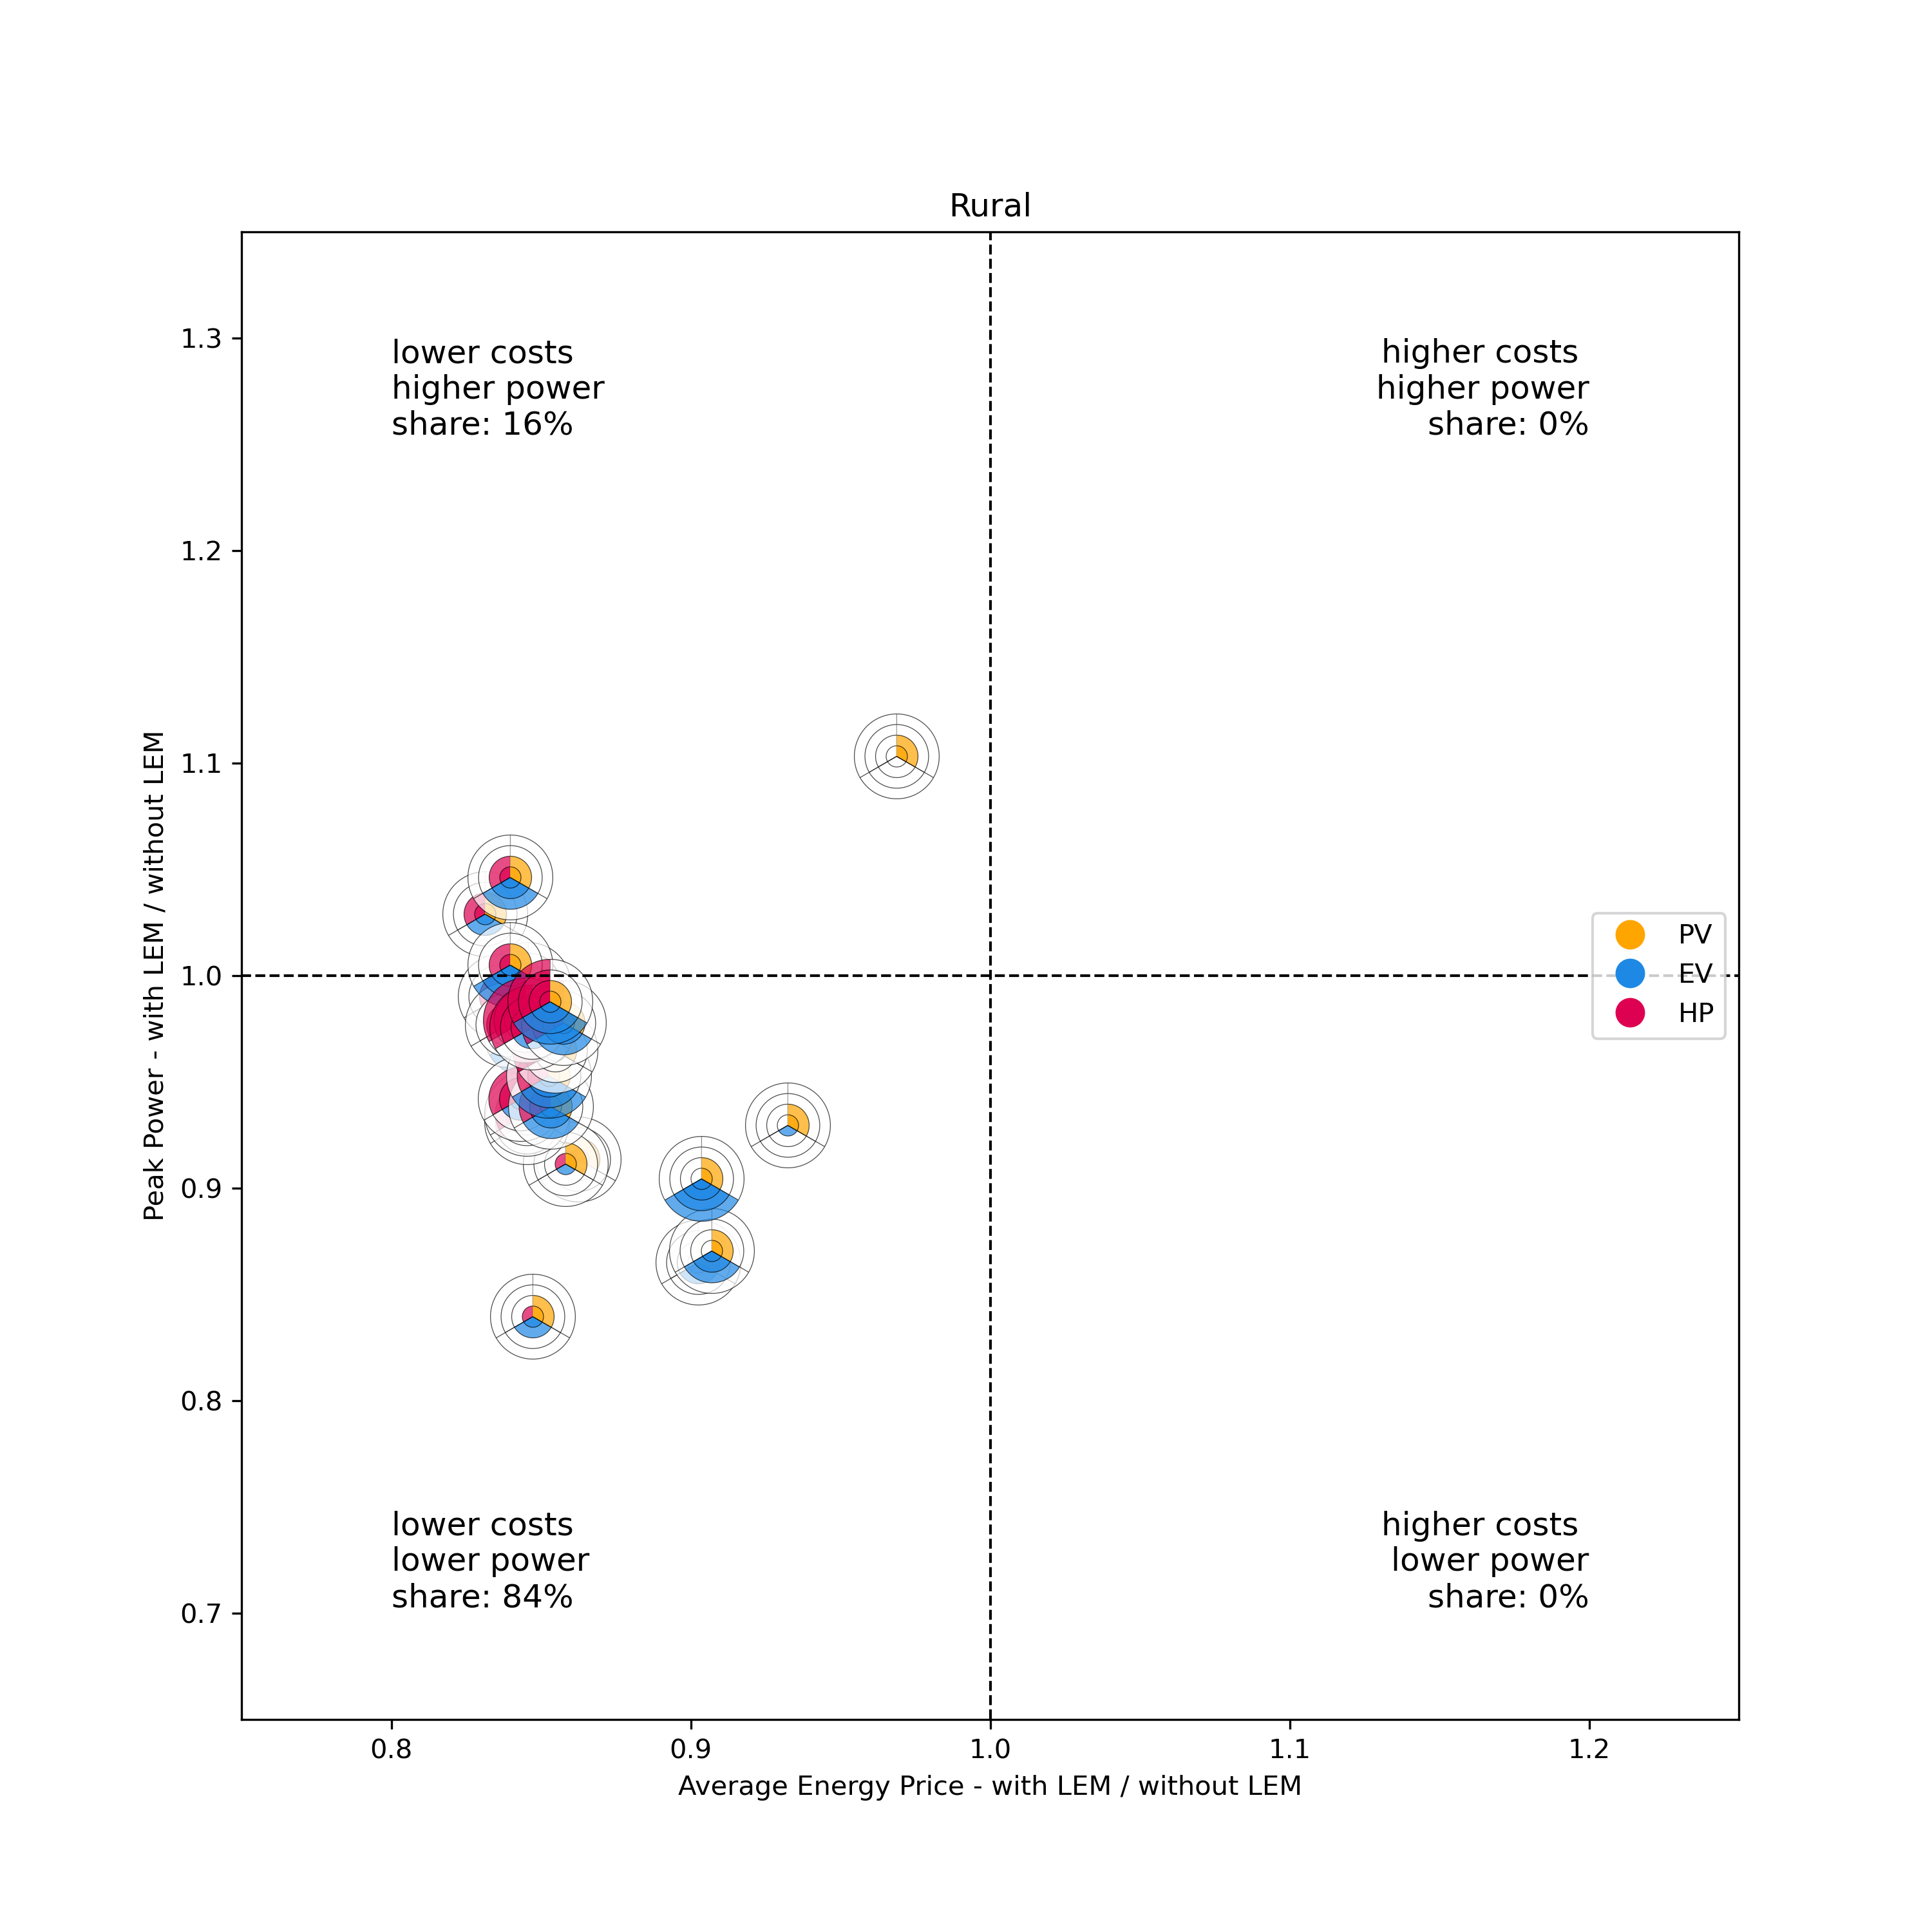 Rural
lower costs
higher power
share: 16%
higher costs
higher power
share: 0%
1.3
1.2
1.1
1.0
0.9
0.8
0.7
Peak Power - with LEM / without LEM
PV
EV
HP
lower costs
lower power
share: 84%
higher costs
lower power
share: 0%
0.8
0.9
1.0
1.1
1.2
Average Energy Price - with LEM / without LEM